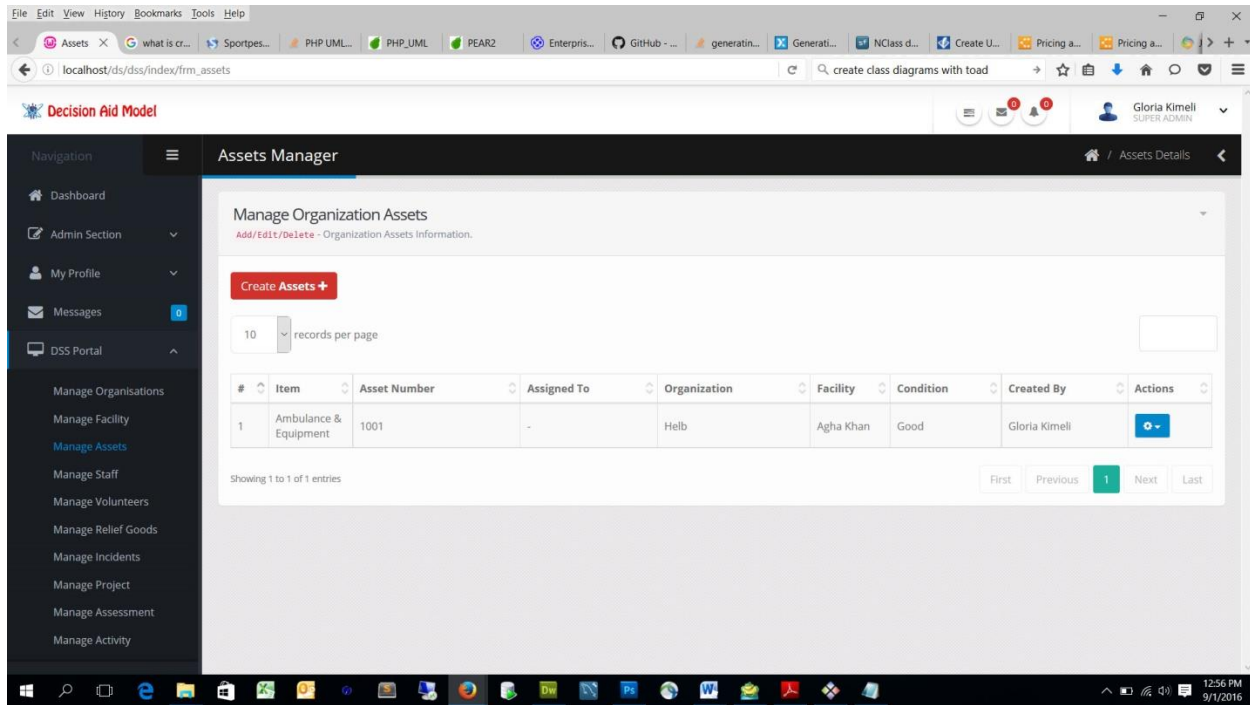 File Edit View History Bookmarks Tools Help
Assets what is cr... Sportpes... PHP UML... PHP_UML PEAR2 Enterpris... GitHub - ... generatin... Generati... NClass d... Create U... Pricing a... Pricing a...
localhost/ds/dss/index/frm_assets create class diagrams with toad
Decision Aid Model 0 0 Gloria Kimeli
SUPER ADMIN
Navigation Assets Manager / Assets Details
Dashboard
Manage Organization Assets
Add/Edit/Delete - Organization Assets Information.
Admin Section
My Profile
Create Assets +
Messages 0
10 records per page
DSS Portal
# Item Asset Number Assigned To Organization Facility Condition Created By Actions
1 Ambulance & Equipment 1001 - Helb Agha Khan Good Gloria Kimeli
Showing 1 to 1 of 1 entries First Previous 1 Next Last
Manage Organisations
Manage Facility
Manage Assets
Manage Staff
Manage Volunteers
Manage Relief Goods
Manage Incidents
Manage Project
Manage Assessment
Manage Activity
12:56 PM
9/1/2016